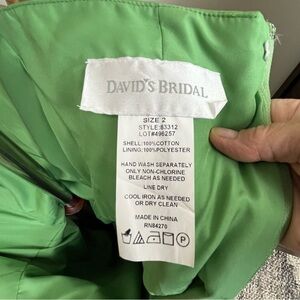 DAVID'S BRIDAL
SIZE 2
STYLE:83312
LOT#496257
SHELL:100%COTTON
LINING:100%POLYESTER
HAND WASH SEPARATELY
ONLY NON-CHLORINE
BLEACH AS NEEDED
LINE DRY
COOL IRON AS NEEDED
OR DRY CLEAN
MADE IN CHINA
RN84270
P